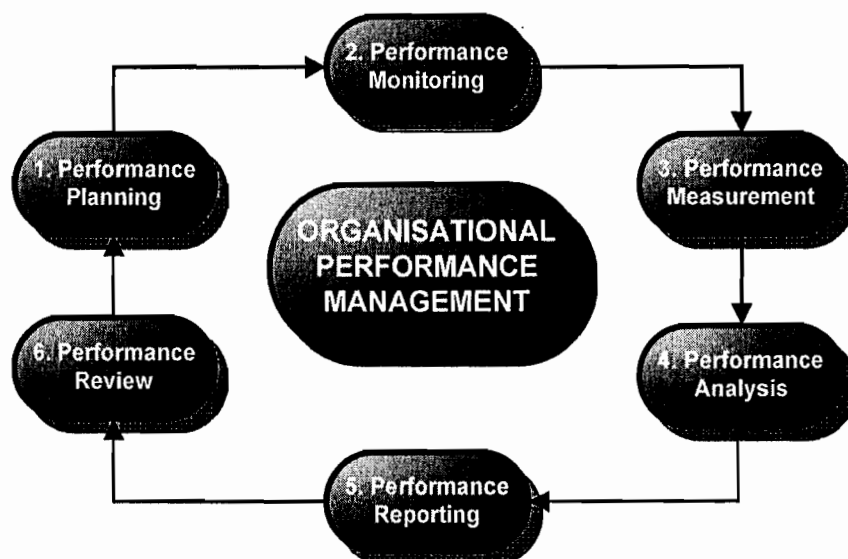 2. Performance
Monitoring
1. Performance
Planning
3. Performance
Measurement
ORGANISATIONAL
PERFORMANCE
MANAGEMENT
6. Performance
Review
4. Performance
Analysis
5. Performance
Reporting